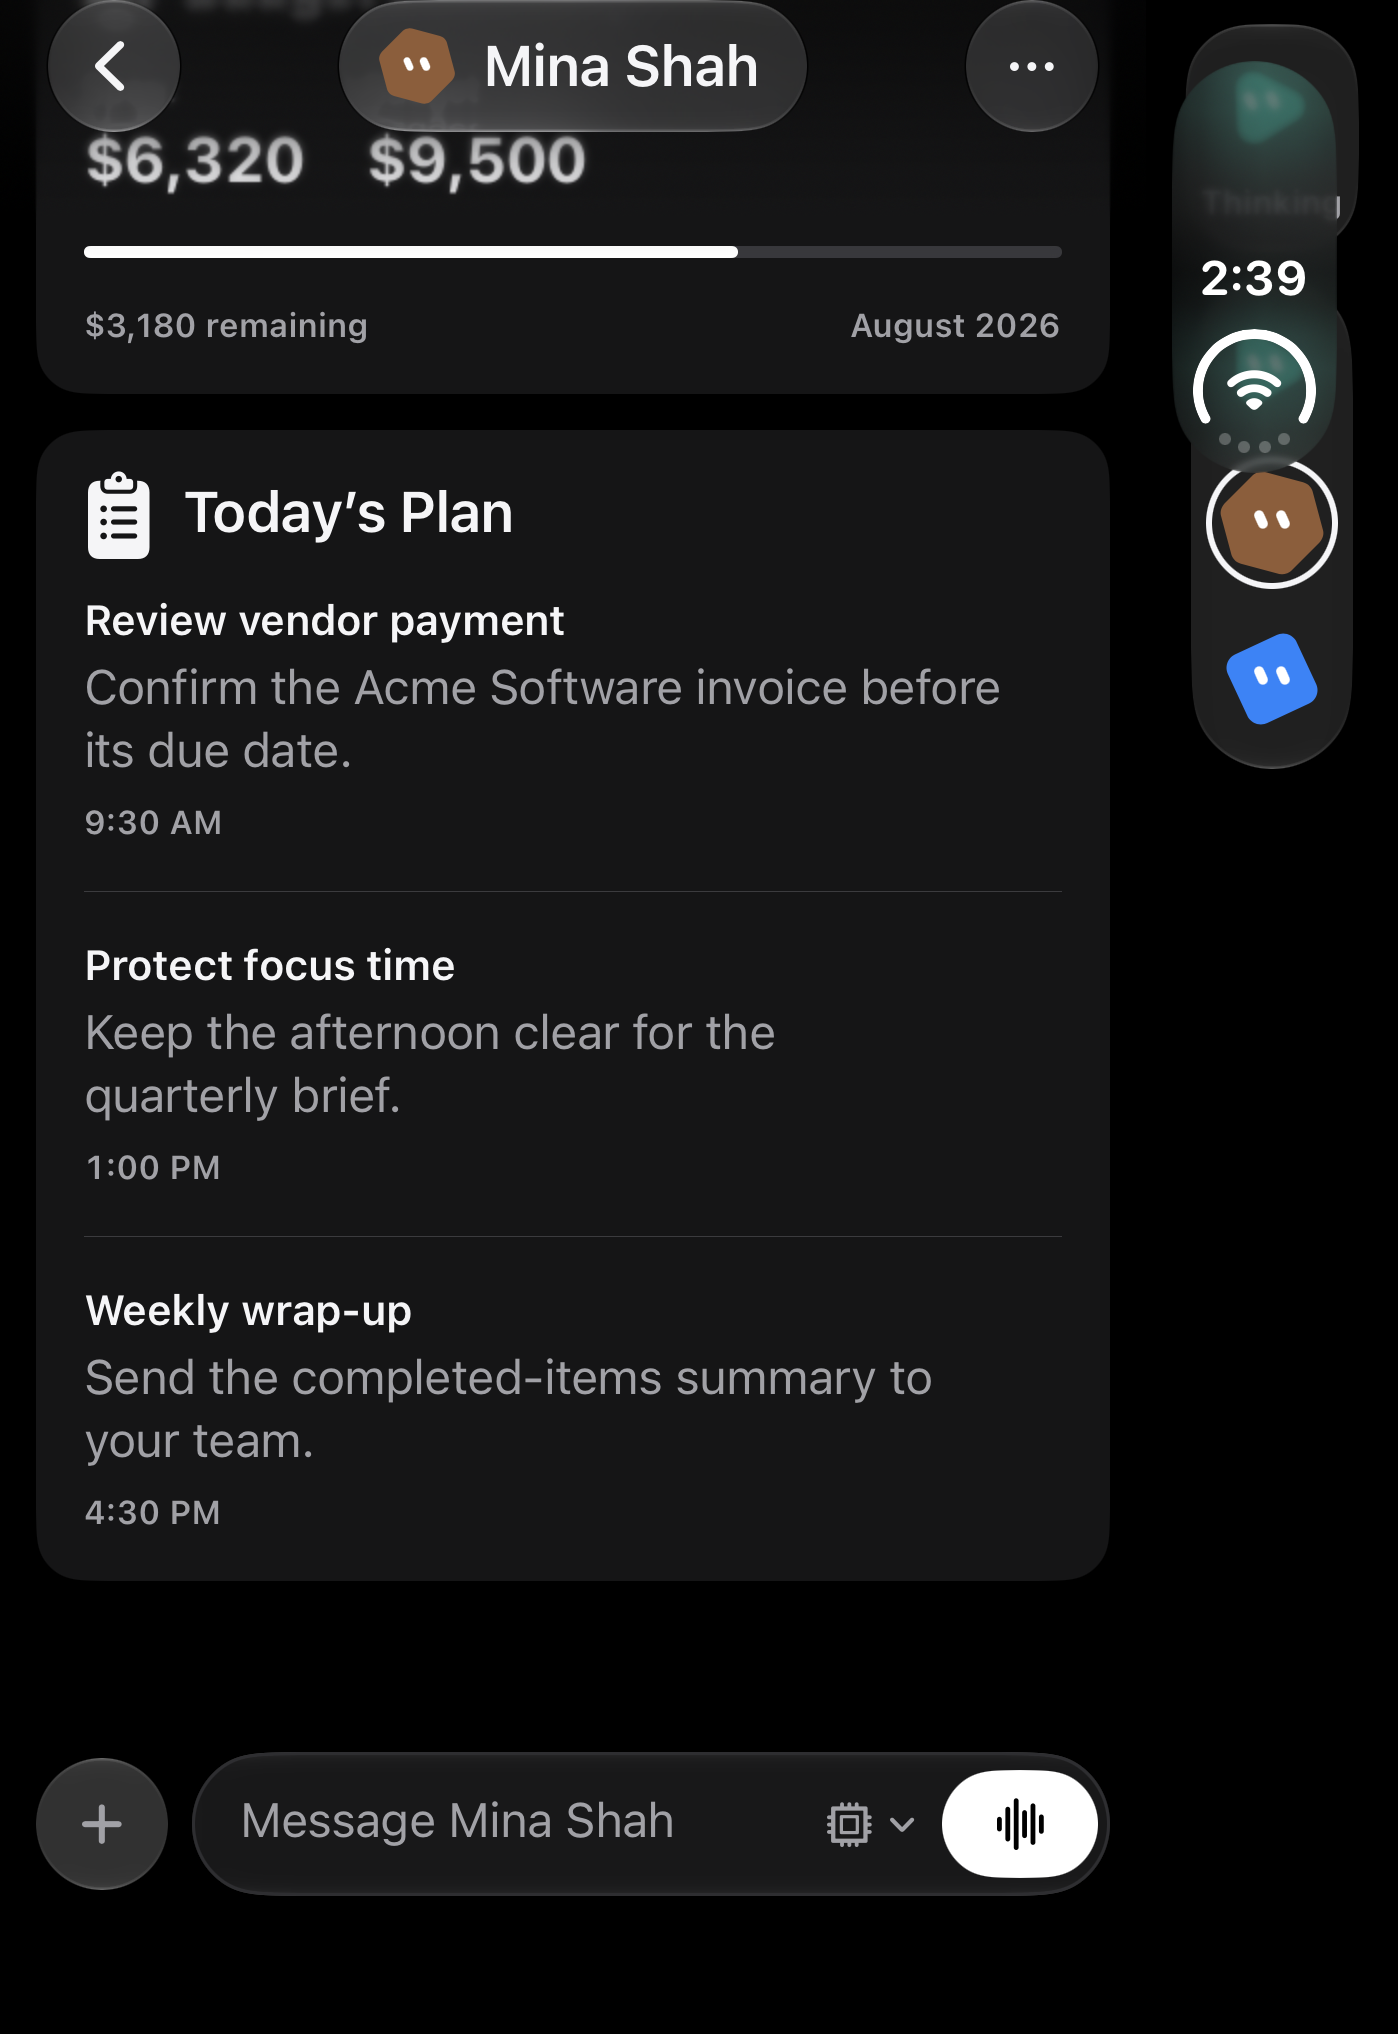 Mina Shah
$6,320 $9,500
$3,180 remaining
August 2026
Thinking
2:39
Today’s Plan
Review vendor payment
Confirm the Acme Software invoice before
its due date.
9:30 AM
Protect focus time
Keep the afternoon clear for the
quarterly brief.
1:00 PM
Weekly wrap-up
Send the completed-items summary to
your team.
4:30 PM
Message Mina Shah